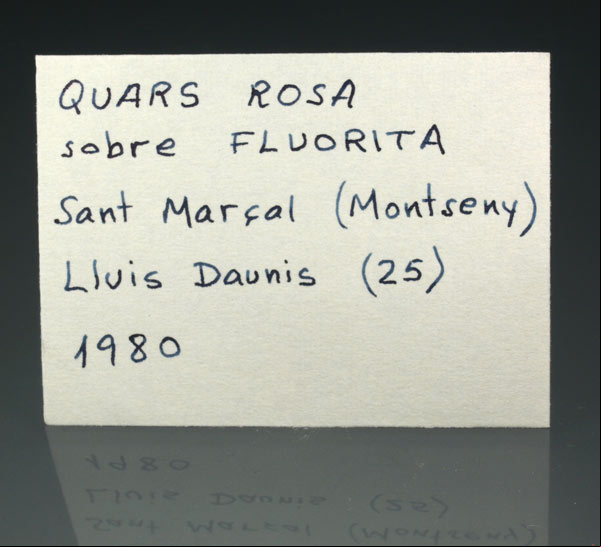 QUARS ROSA
sobre FLUORITA
Sant Marçal (Montseny)
Lluis Daunis (25)
1980